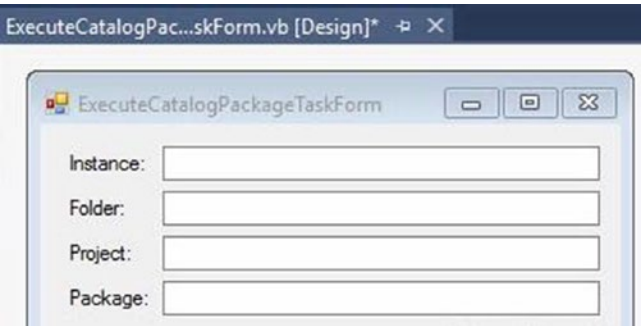 ExecuteCatalogPac...skForm.vb [Design]*
ExecuteCatalogPackageTaskForm
Instance:
Folder:
Project:
Package: